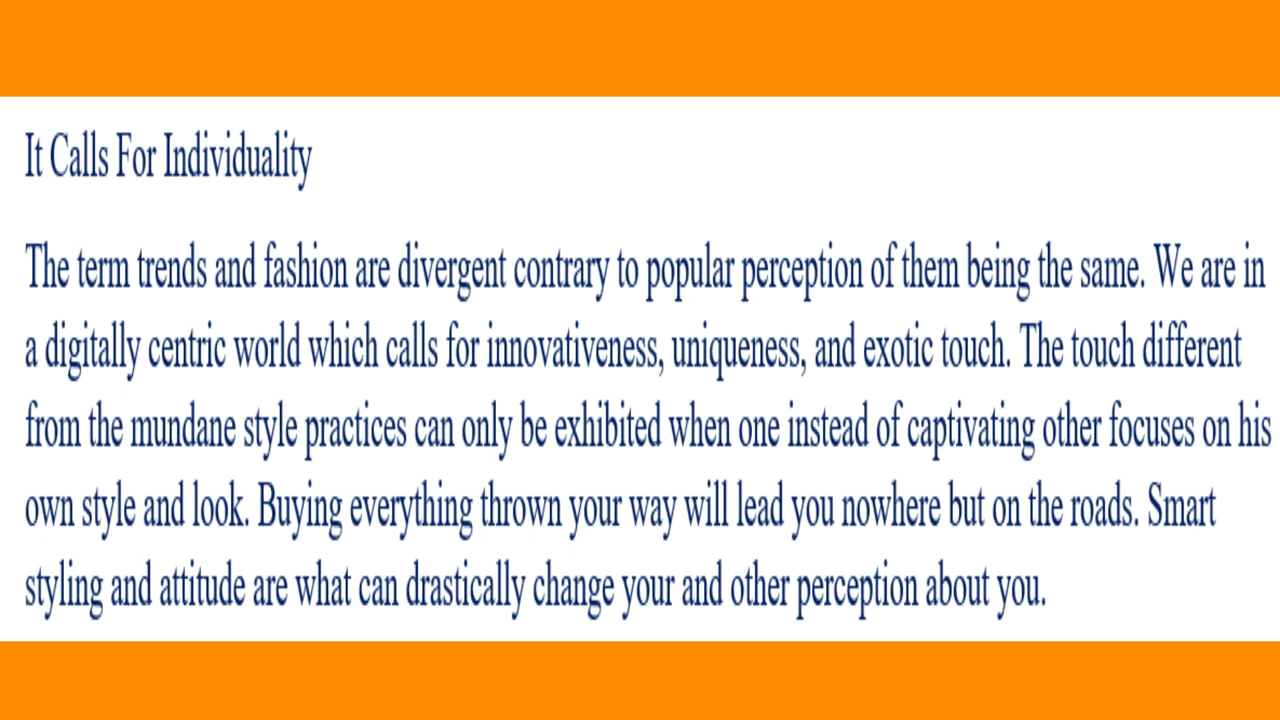 It Calls For Individuality
The term trends and fashion are divergent contrary to popular perception of them being the same. We are in
a digitally centric world which calls for innovativeness, uniqueness, and exotic touch. The touch different
from the mundane style practices can only be exhibited when one instead of captivating other focuses on his
own style and look. Buying everything thrown your way will lead you nowhere but on the roads. Smart
styling and attitude are what can drastically change your and other perception about you.